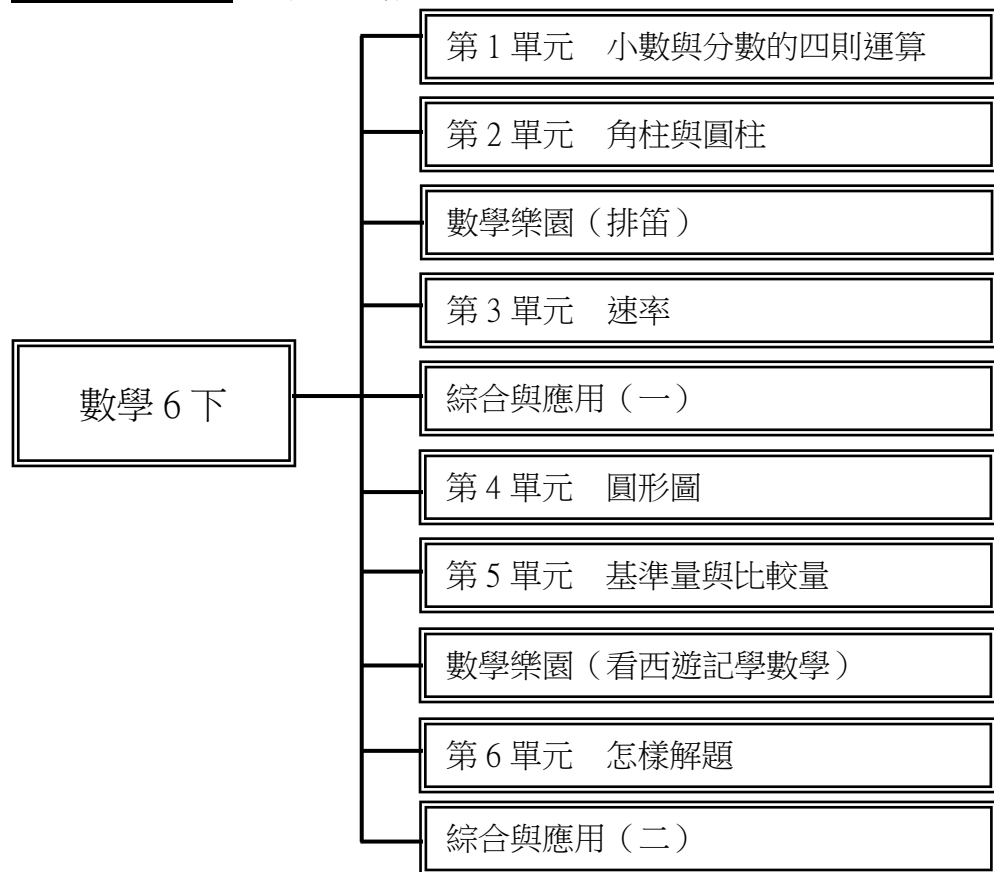 第 1 單元　小數與分數的四則運算
第 2 單元　角柱與圓柱
數學樂園（排笛）
第 3 單元　速率
數學 6 下
綜合與應用（一）
第 4 單元　圓形圖
第 5 單元　基準量與比較量
數學樂園（看西遊記學數學）
第 6 單元　怎樣解題
綜合與應用（二）